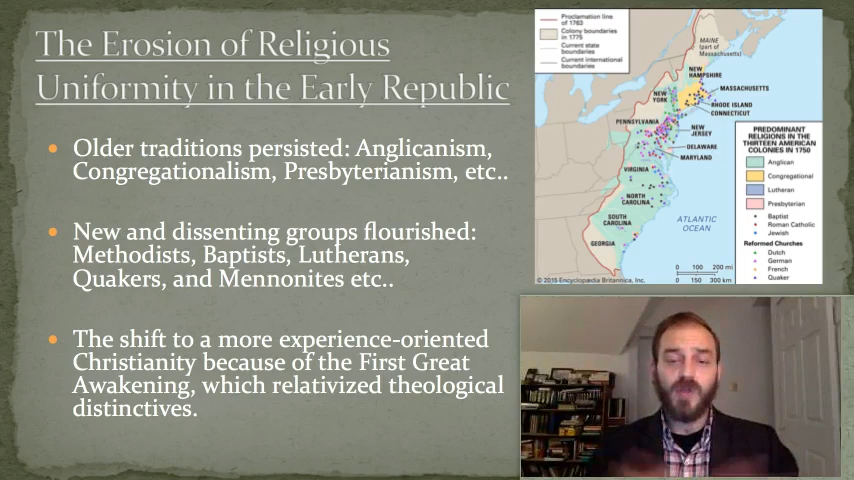 The Erosion of Religious
Uniformity in the Early Republic
Older traditions persisted: Anglicanism,
Congregationalism, Presbyterianism, etc..
New and dissenting groups flourished:
Methodists, Baptists, Lutherans,
Quakers, and Mennonites etc..
The shift to a more experience-oriented
Christianity because of the First Great
Awakening, which relativized theological
distinctives.
Proclamation line
of 1763
Colony boundaries
in 1775
Current state
boundaries
Current international
boundaries
MAINE
(part of
Massachusetts)
NEW
HAMPSHIRE
MASSACHUSETTS
NEW
YORK
RHODE ISLAND
CONNECTICUT
PENNSYLVANIA
NEW
JERSEY
DELAWARE
MARYLAND
VIRGINIA
NORTH
CAROLINA
SOUTH
CAROLINA
GEORGIA
ATLANTIC
OCEAN
PREDOMINANT
RELIGIONS IN THE
THIRTEEN AMERICAN
COLONIES IN 1750
Anglican
Congregational
Lutheran
Presbyterian
Baptist
Roman Catholic
Jewish
Reformed Churches
Dutch
German
French
Quaker
0 100 200 mi
0 150 300 km
© 2015 Encyclopædia Britannica, Inc.